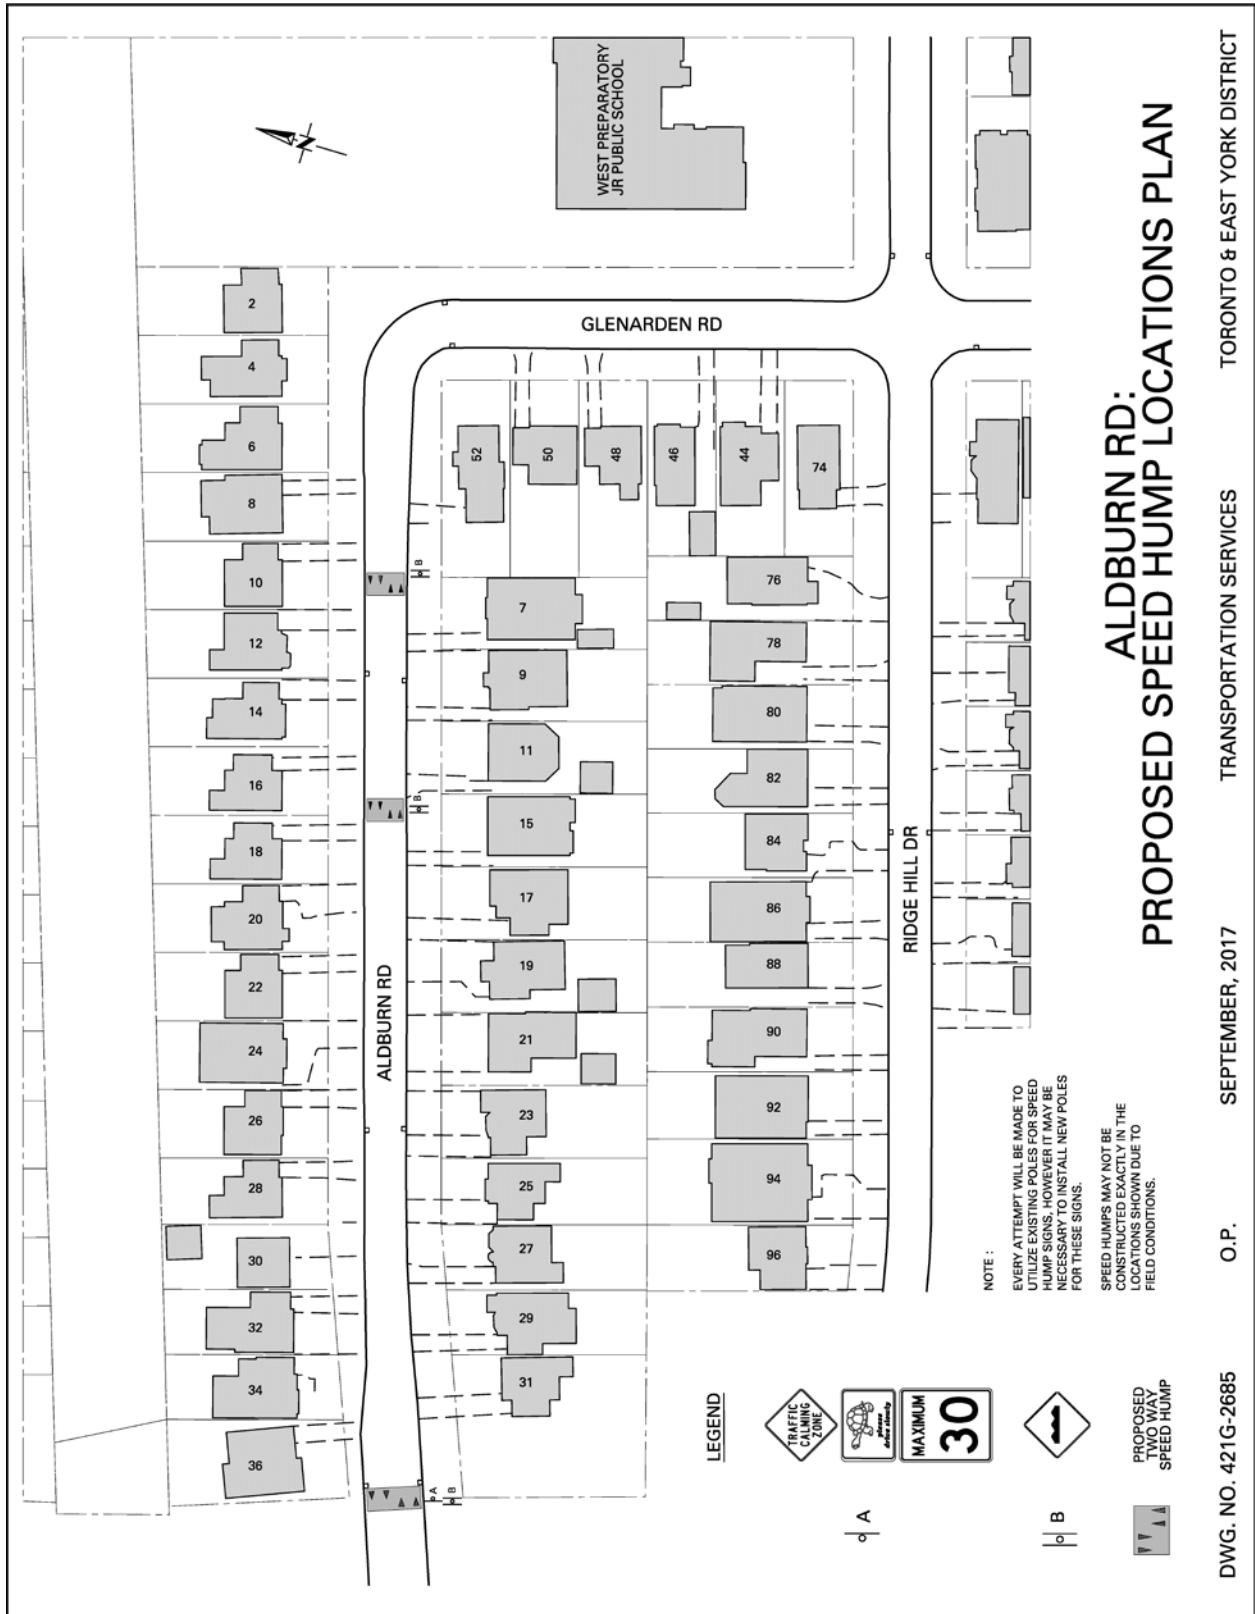 WEST PREPARATORY
JR PUBLIC SCHOOL
N
GLENARDEN RD
ALDBURN RD
RIDGE HILL DR
2
4
6
8
10
12
14
16
18
20
22
24
26
28
30
32
34
36
52
50
48
46
44
74
7
9
11
15
17
19
21
23
25
27
29
31
76
78
80
82
84
86
88
90
92
94
96
B
B
A
B
LEGEND
A
TRAFFIC
CALMING
ZONE
please
drive slowly
MAXIMUM
30
B
PROPOSED
TWO WAY
SPEED HUMP
NOTE :
EVERY ATTEMPT WILL BE MADE TO
UTILIZE EXISTING POLES FOR SPEED
HUMP SIGNS, HOWEVER IT MAY BE
NECESSARY TO INSTALL NEW POLES
FOR THESE SIGNS.
SPEED HUMPS MAY NOT BE
CONSTRUCTED EXACTLY IN THE
LOCATIONS SHOWN DUE TO
FIELD CONDITIONS.
ALDBURN RD:
PROPOSED SPEED HUMP LOCATIONS PLAN
DWG. NO. 421G-2685 O.P. SEPTEMBER, 2017 TRANSPORTATION SERVICES TORONTO & EAST YORK DISTRICT